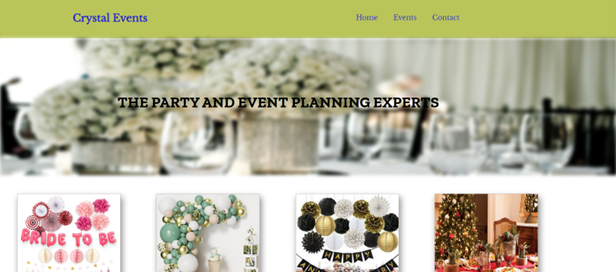 Crystal Events
Home Events Contact
THE PARTY AND EVENT PLANNING EXPERTS
BRIDE TO BE
HAPPY